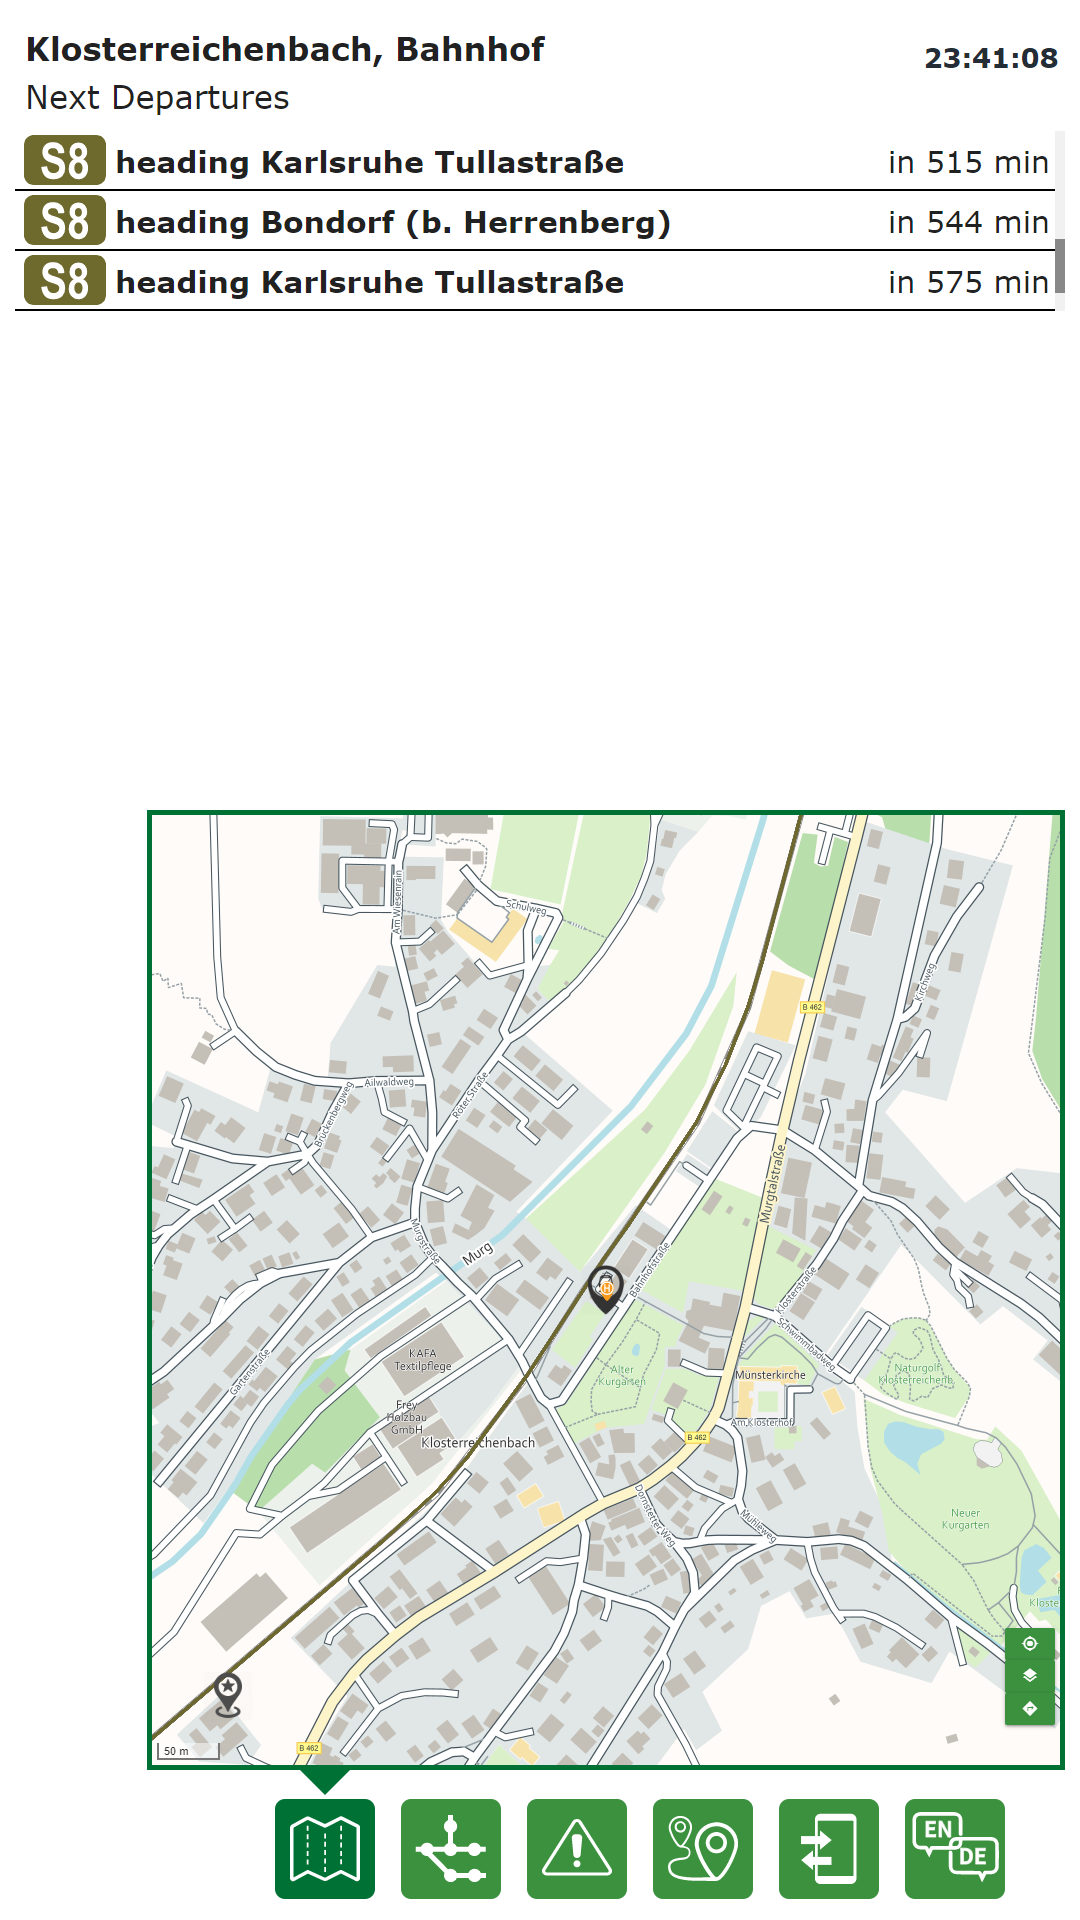 Klosterreichenbach, Bahnhof
23:41:08
Next Departures
S8 heading Karlsruhe Tullastraße in 515 min
S8 heading Bondorf (b. Herrenberg) in 544 min
S8 heading Karlsruhe Tullastraße in 575 min
Am Wiesenrain
Schulweg
Kirchweg
B 462
Ailwaldweg
Röter Straße
Brückenbergweg
Murgtalstraße
Murgstraße
Murg
Bahnhofstraße
H
Klosterstraße
Schwimmbadweg
KAFA
Textilpflege
Gartenstraße
Alter
Kurgarten
Münsterkirche
Naturgolf
Frey
Holzbau
GmbH
Am Klosterhof
B 462
Klosterreichenbach
Dornstetter Weg
Mühleweg
Neuer
Kurgarten
Kloste
B 462
50 m
EN
DE